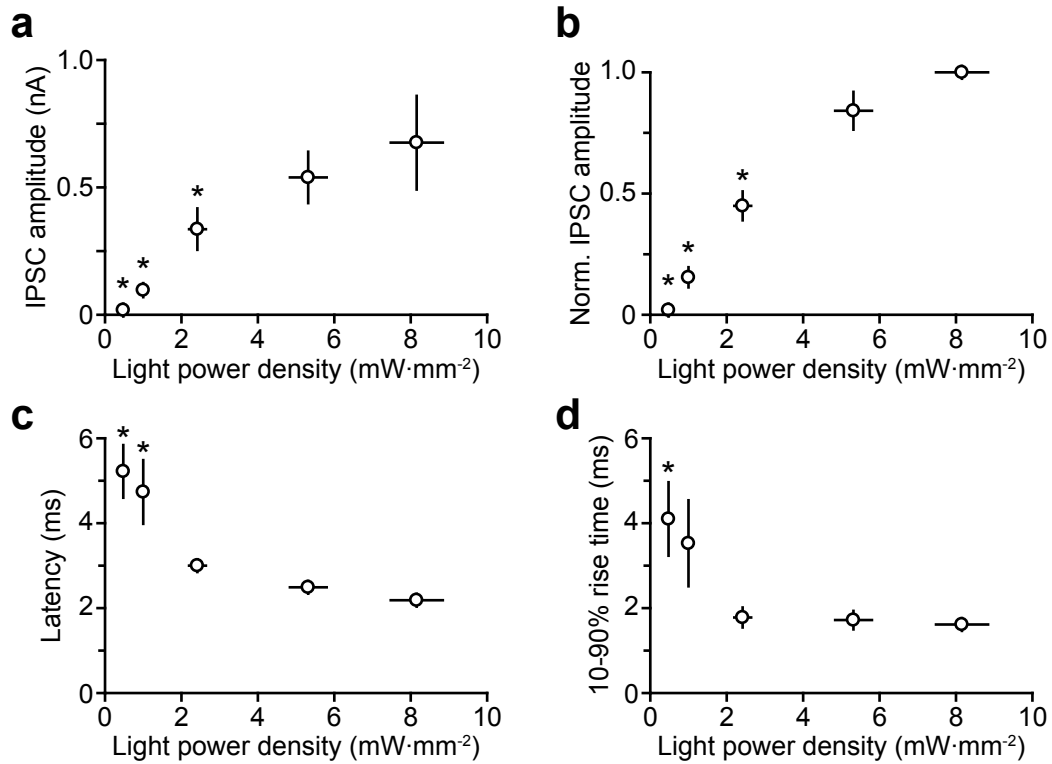 a
IPSC amplitude (nA)
1.0
0.5
0
* * *
0 2 4 6 8 10
Light power density (mW·mm⁻²)
b
Norm. IPSC amplitude
1.0
0.5
0
* * *
0 2 4 6 8 10
Light power density (mW·mm⁻²)
c
Latency (ms)
6
4
2
0
* *
0 2 4 6 8 10
Light power density (mW·mm⁻²)
d
10-90% rise time (ms)
6
4
2
0
*
0 2 4 6 8 10
Light power density (mW·mm⁻²)